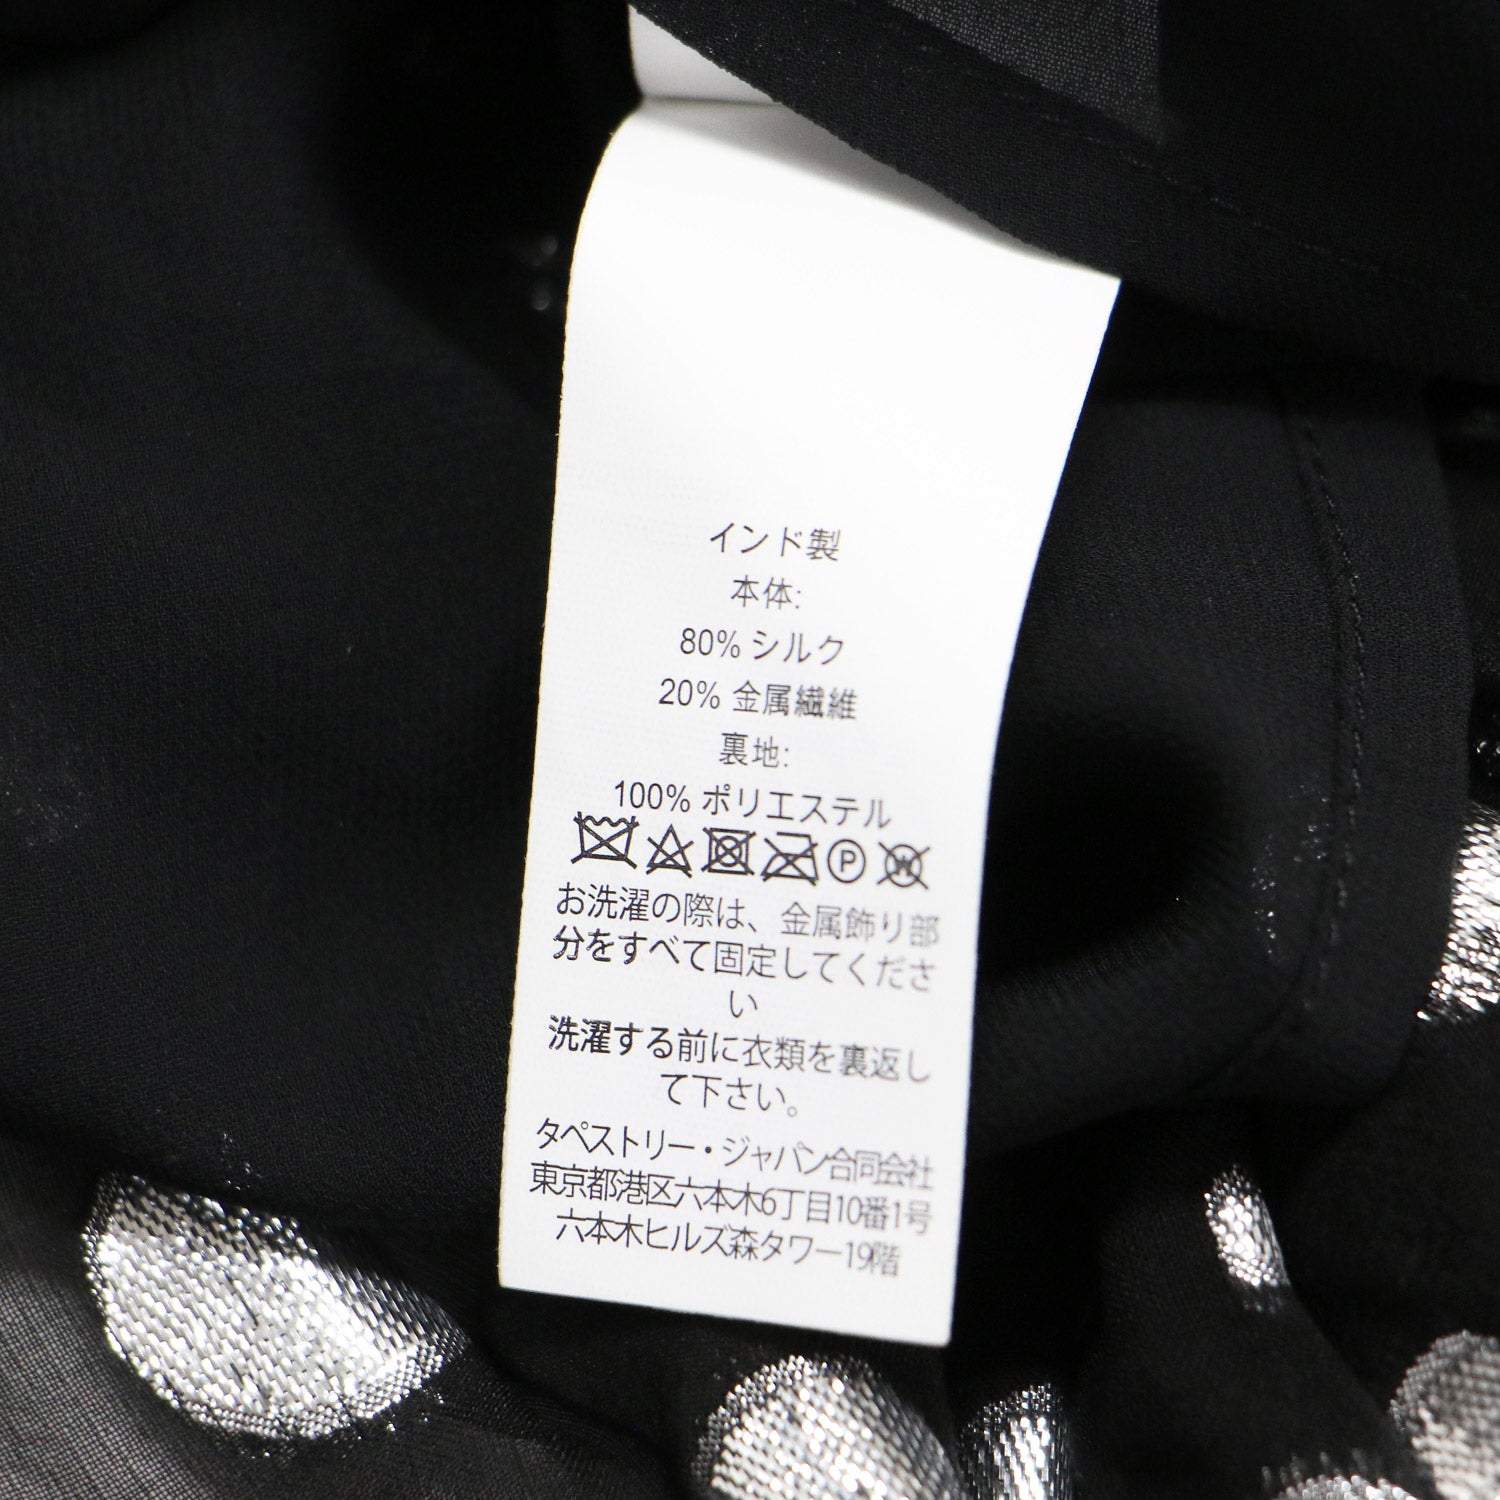 インド製
本体:
80% シルク
20% 金属繊維
裏地:
100% ポリエステル
P W
お洗濯の際は、金属飾り部
分をすべて固定してくださ
い
洗濯する前に衣類を裏返し
て下さい。
タペストリー・ジャパン合同会社
東京都港区六本木6丁目10番1号
六本木ヒルズ森タワー19階